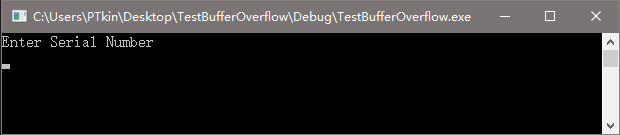 C:\Users\PTkin\Desktop\TestBufferOverflow\Debug\TestBufferOverflow.exe
Enter Serial Number